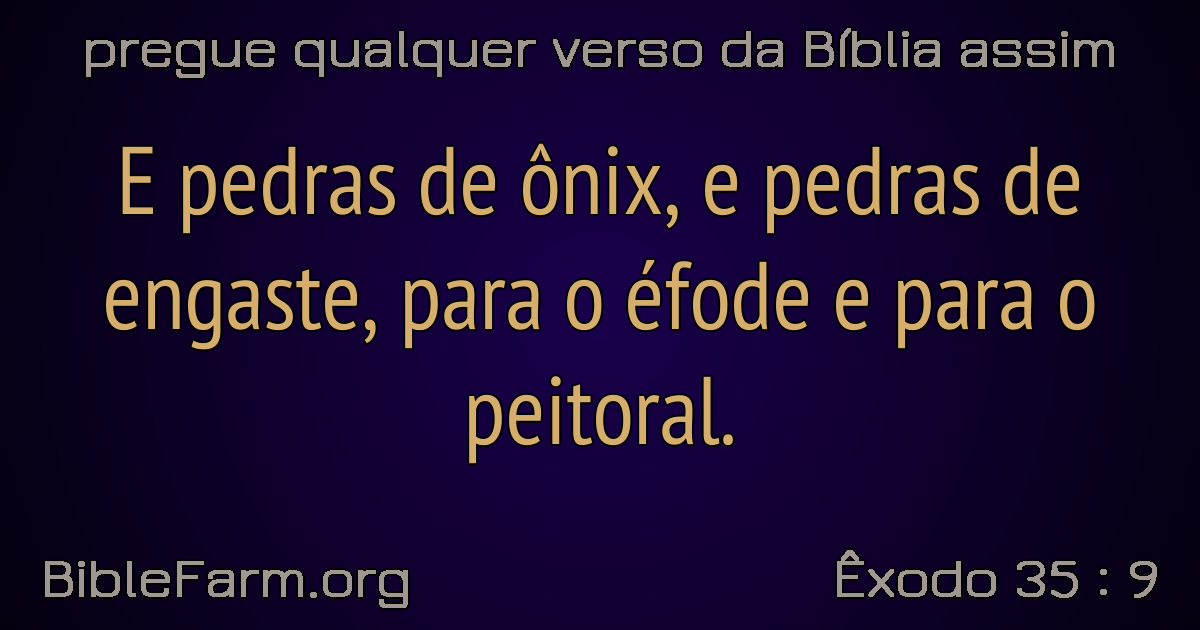 pregue qualquer verso da Bíblia assim
E pedras de ônix, e pedras de
engaste, para o éfode e para o
peitoral.
BibleFarm.org
Êxodo 35 : 9